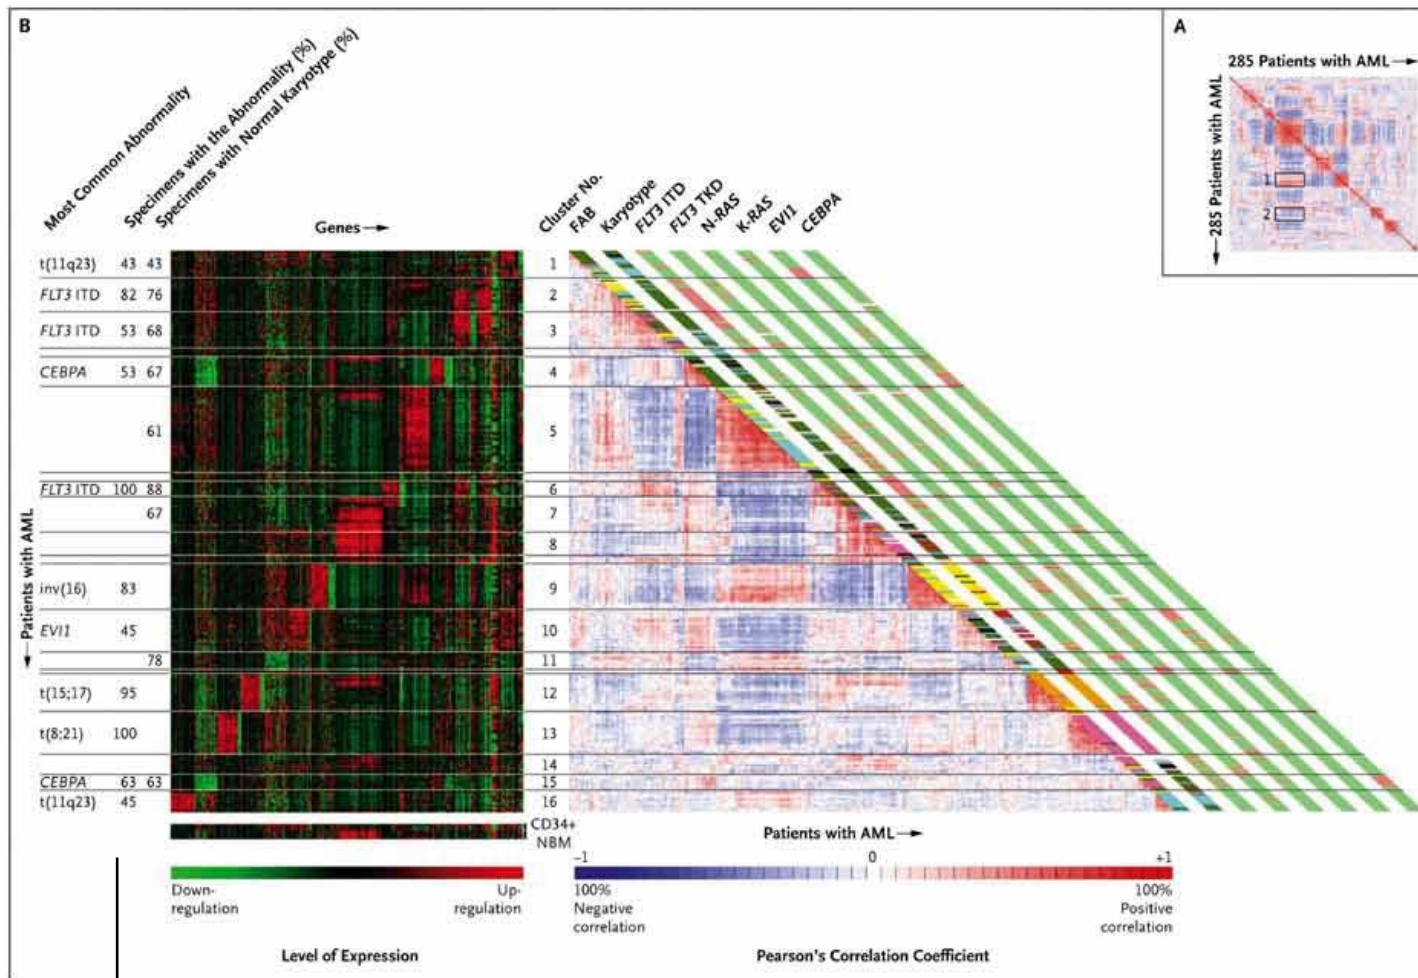 B
A
285 Patients with AML
285 Patients with AML
1
2
Most Common Abnormality
Specimens with the Abnormality (%)
Specimens with Normal Karyotype (%)
Genes
Cluster No.
FAB
Karyotype
FLT3 ITD
FLT3 TKD
N-RAS
K-RAS
EVI1
CEBPA
Patients with AML
t(11q23) 43 43 1
FLT3 ITD 82 76 2
FLT3 ITD 53 68 3
CEBPA 53 67 4
61 5
FLT3 ITD 100 88 6
67 7
8
inv(16) 83 9
EVI1 45 10
78 11
t(15;17) 95 12
t(8;21) 100 13
14
CEBPA 63 63 15
t(11q23) 45 16
CD34+
NBM
Patients with AML
-1 0 +1
Down-
regulation
Up-
regulation
100%
Negative
correlation
100%
Positive
correlation
Level of Expression
Pearson's Correlation Coefficient